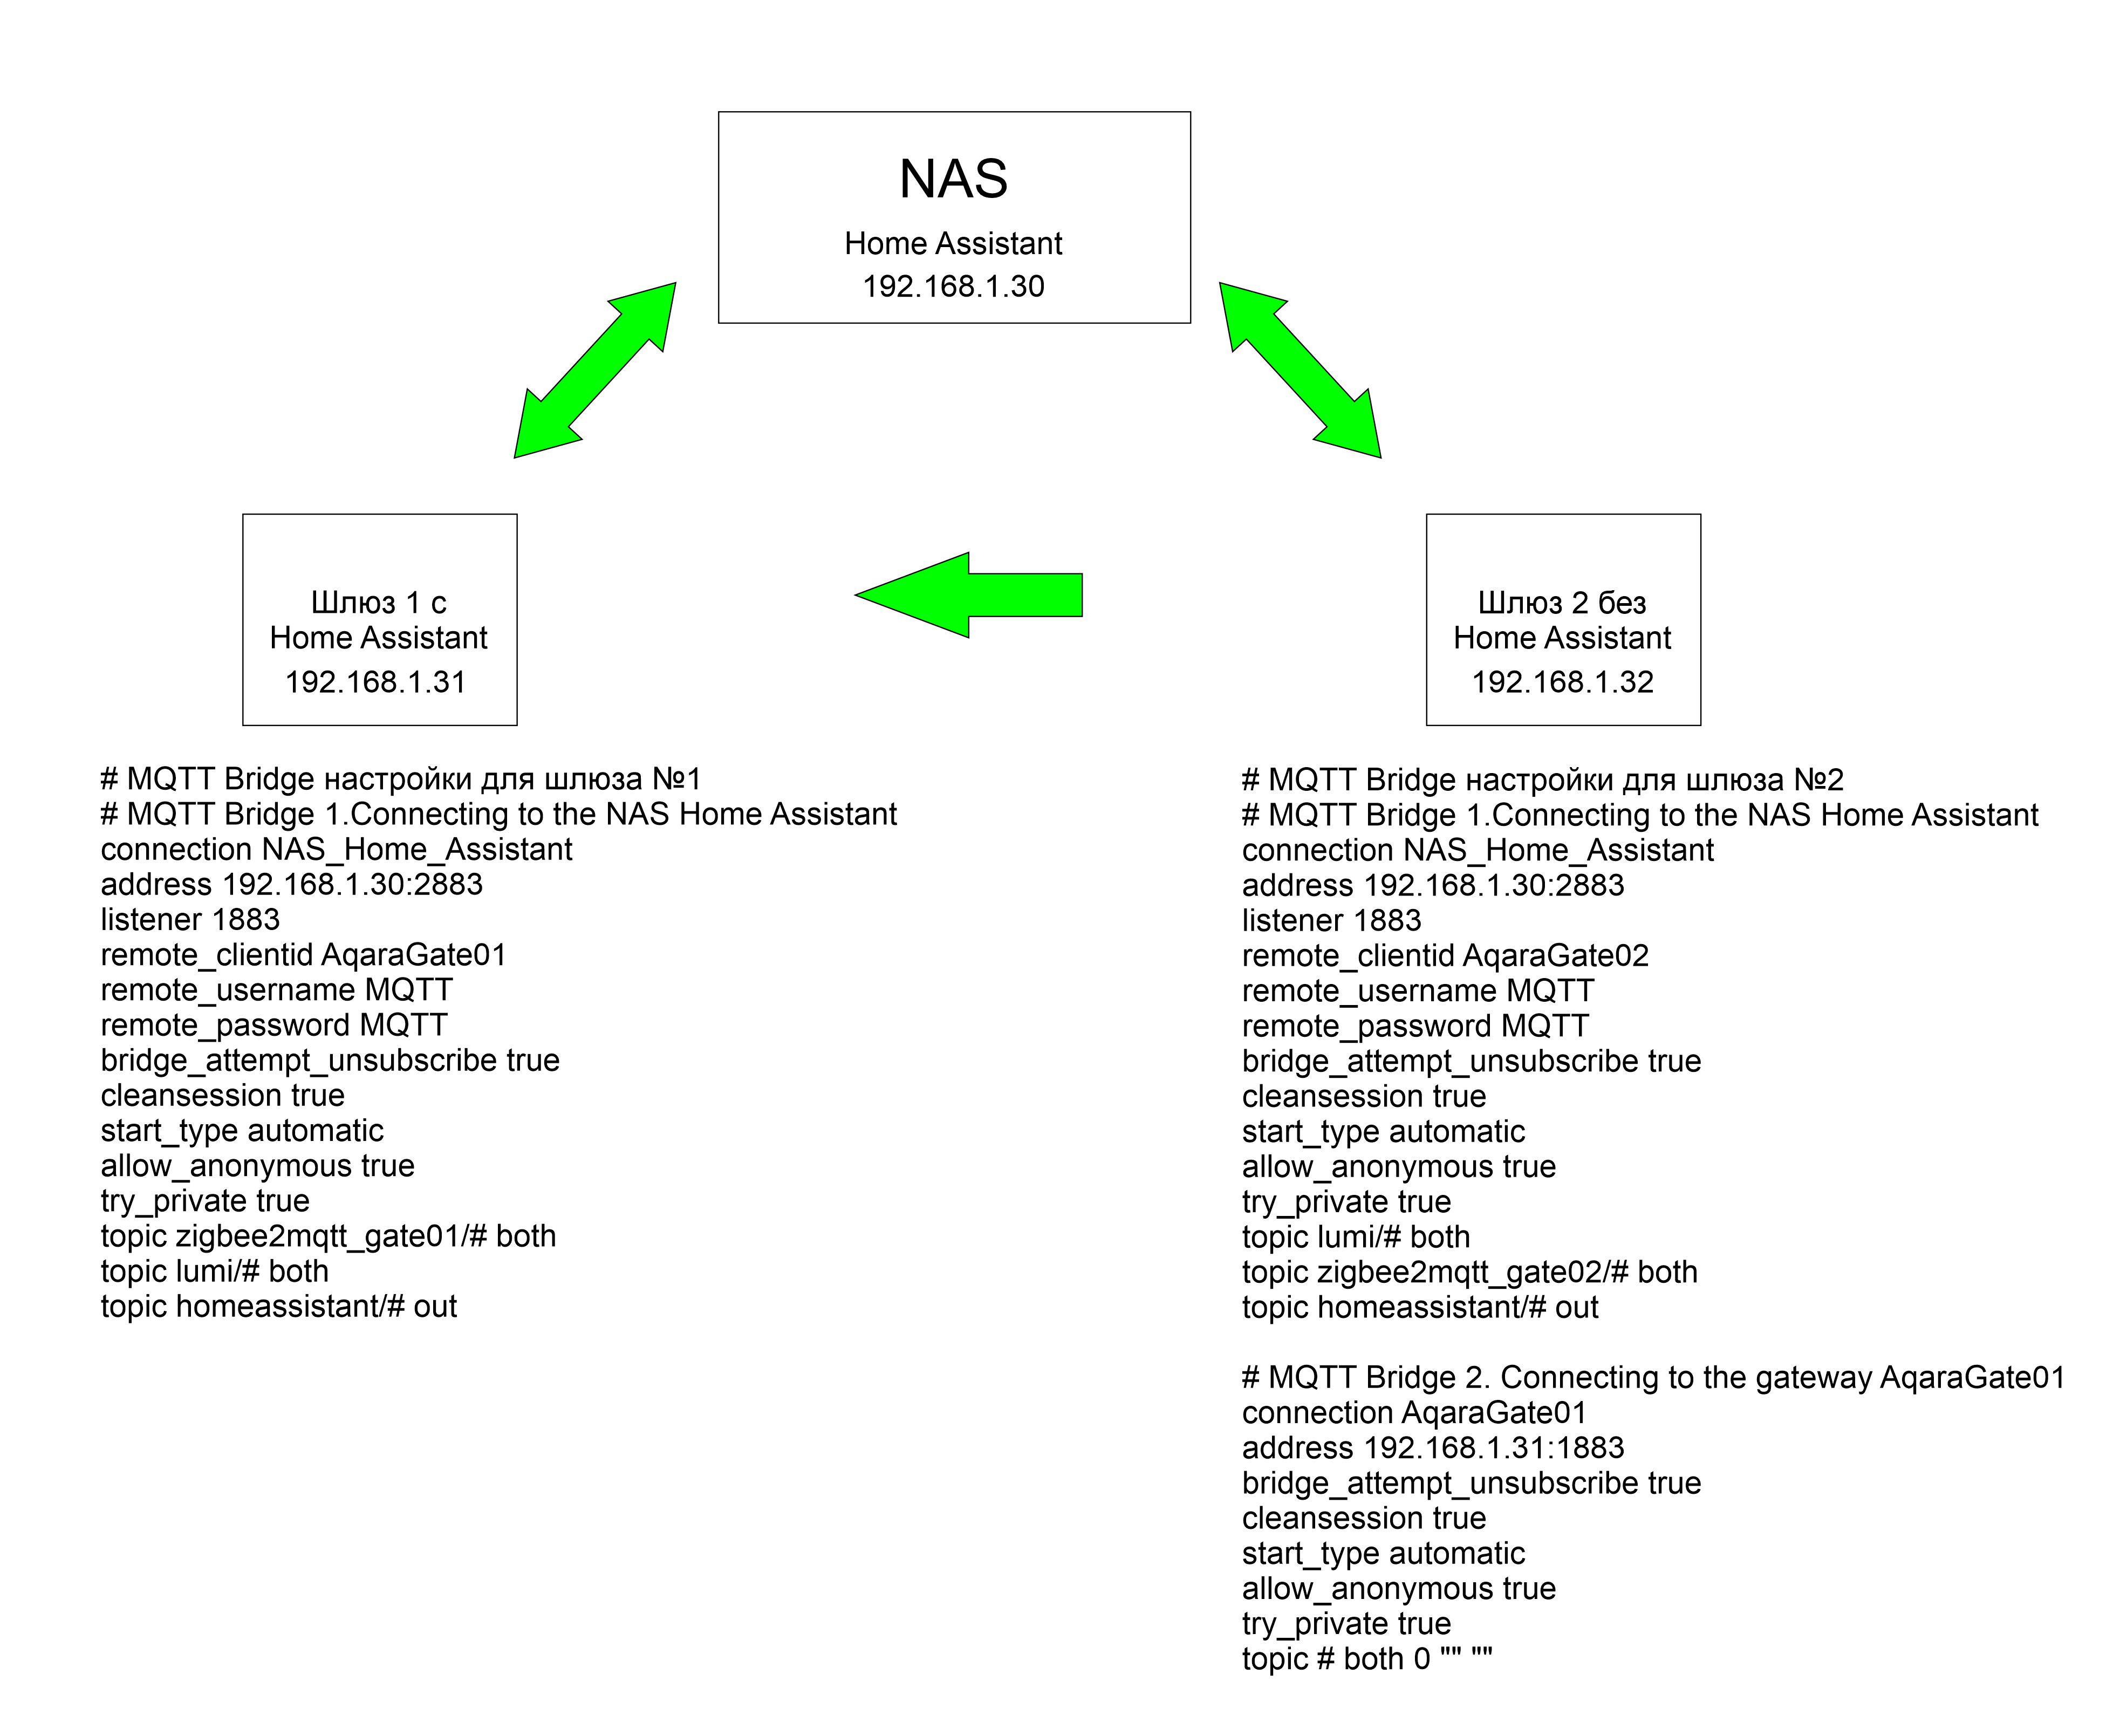 NAS
Home Assistant
192.168.1.30
Шлюз 1 с
Home Assistant
192.168.1.31
Шлюз 2 без
Home Assistant
192.168.1.32
# MQTT Bridge настройки для шлюза №1
# MQTT Bridge 1.Connecting to the NAS Home Assistant
connection NAS_Home_Assistant
address 192.168.1.30:2883
listener 1883
remote_clientid AqaraGate01
remote_username MQTT
remote_password MQTT
bridge_attempt_unsubscribe true
cleansession true
start_type automatic
allow_anonymous true
try_private true
topic zigbee2mqtt_gate01/# both
topic lumi/# both
topic homeassistant/# out
# MQTT Bridge настройки для шлюза №2
# MQTT Bridge 1.Connecting to the NAS Home Assistant
connection NAS_Home_Assistant
address 192.168.1.30:2883
listener 1883
remote_clientid AqaraGate02
remote_username MQTT
remote_password MQTT
bridge_attempt_unsubscribe true
cleansession true
start_type automatic
allow_anonymous true
try_private true
topic lumi/# both
topic zigbee2mqtt_gate02/# both
topic homeassistant/# out
# MQTT Bridge 2. Connecting to the gateway AqaraGate01
connection AqaraGate01
address 192.168.1.31:1883
bridge_attempt_unsubscribe true
cleansession true
start_type automatic
allow_anonymous true
try_private true
topic # both 0 "" ""